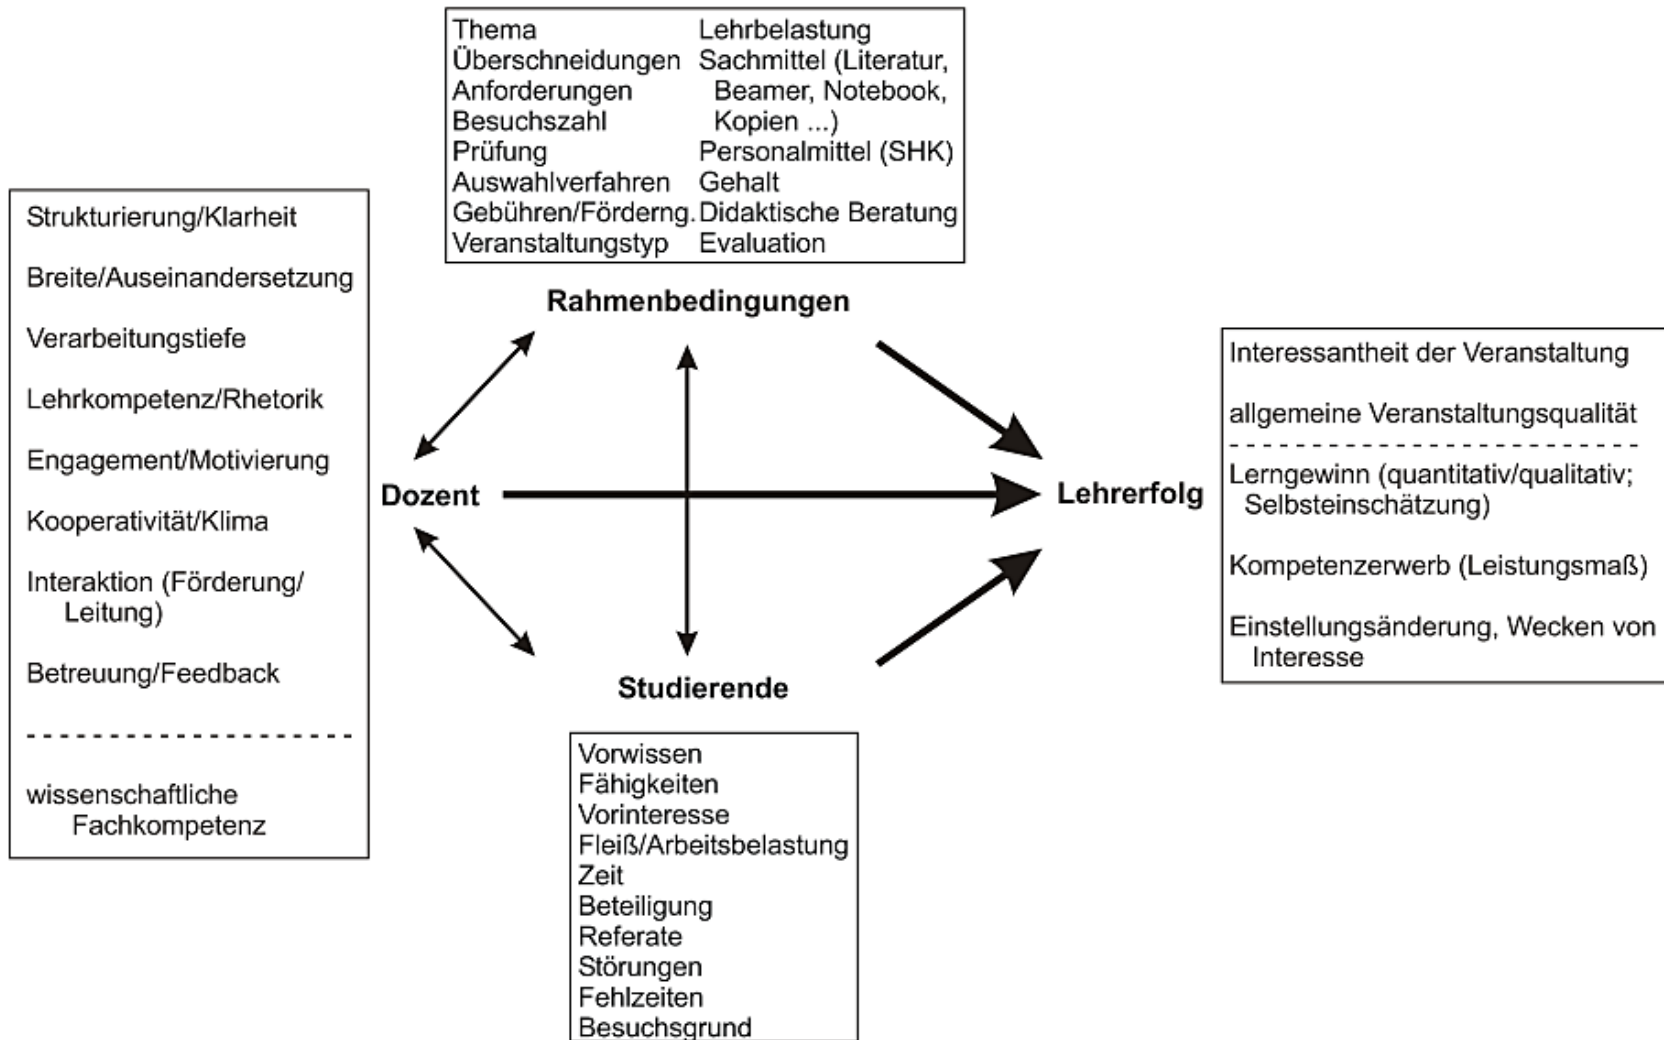 Thema
Überschneidungen
Anforderungen
Besuchszahl
Prüfung
Auswahlverfahren
Gebühren/Förderng.
Veranstaltungstyp
Lehrbelastung
Sachmittel (Literatur,
Beamer, Notebook,
Kopien ...)
Personalmittel (SHK)
Gehalt
Didaktische Beratung
Evaluation
Rahmenbedingungen
Strukturierung/Klarheit
Breite/Auseinandersetzung
Verarbeitungstiefe
Lehrkompetenz/Rhetorik
Engagement/Motivierung
Kooperativität/Klima
Interaktion (Förderung/
Leitung)
Betreuung/Feedback
wissenschaftliche
Fachkompetenz
Dozent
Lehrerfolg
Interessantheit der Veranstaltung
allgemeine Veranstaltungsqualität
Lerngewinn (quantitativ/qualitativ;
Selbsteinschätzung)
Kompetenzerwerb (Leistungsmaß)
Einstellungsänderung, Wecken von
Interesse
Studierende
Vorwissen
Fähigkeiten
Vorinteresse
Fleiß/Arbeitsbelastung
Zeit
Beteiligung
Referate
Störungen
Fehlzeiten
Besuchsgrund